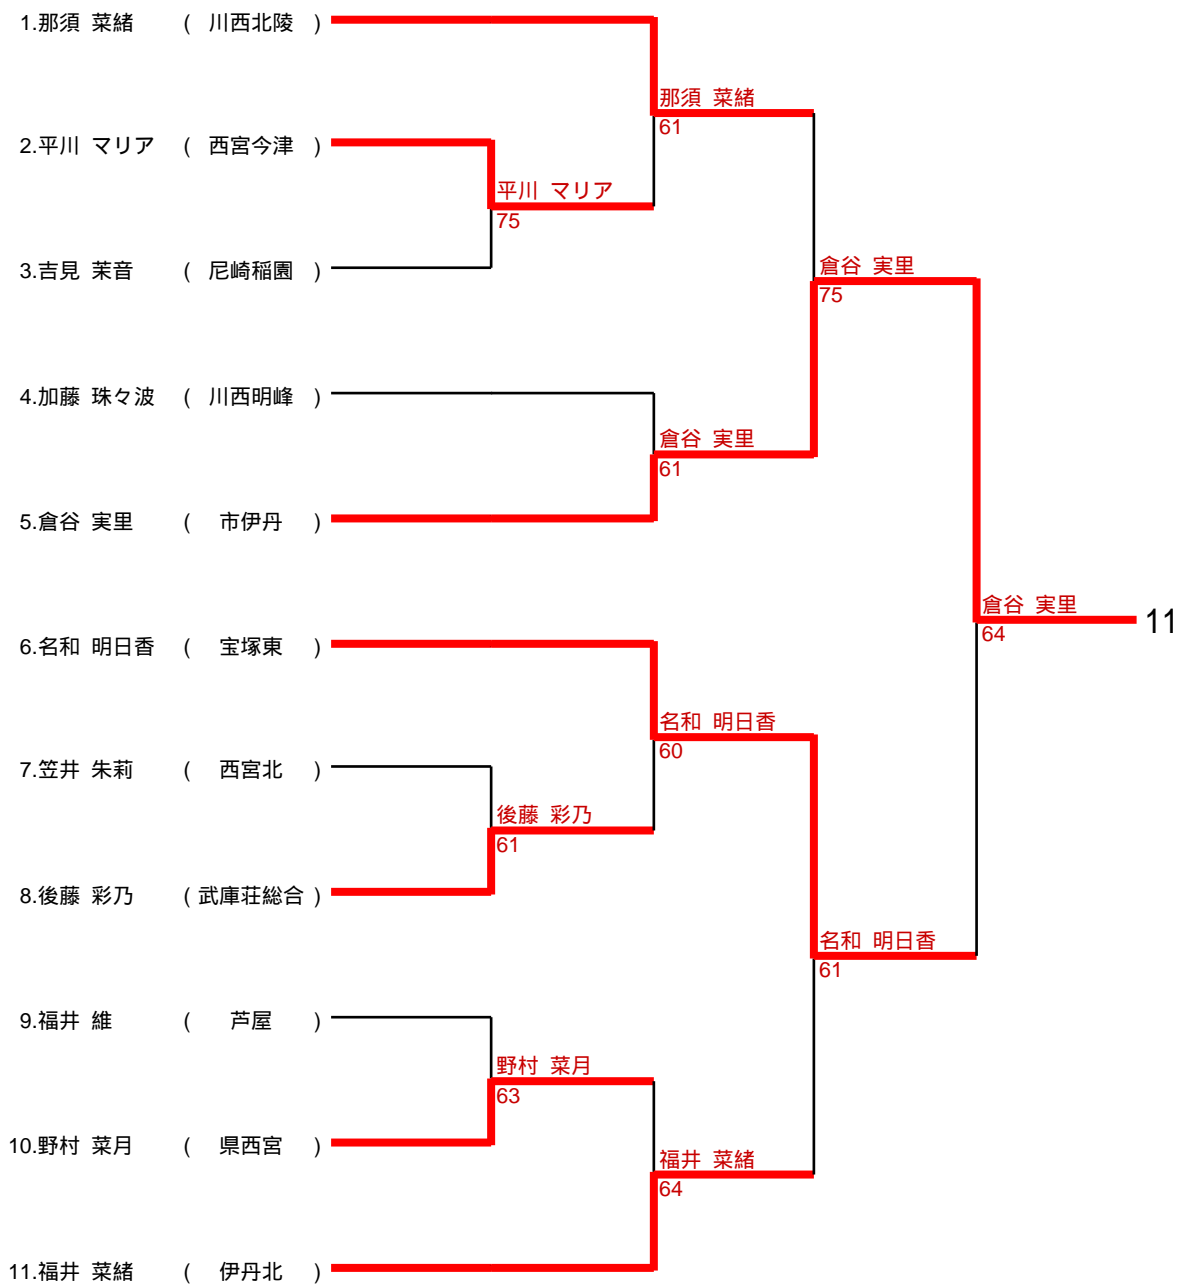 1.那須 菜緒 ( 川西北陵 )
那須 菜緒
61
2.平川 マリア ( 西宮今津 )
平川 マリア
75
3.吉見 茉音 ( 尼崎稲園 )
倉谷 実里
75
4.加藤 珠々波 ( 川西明峰 )
倉谷 実里
61
5.倉谷 実里 ( 市伊丹 )
倉谷 実里
64
11
6.名和 明日香 ( 宝塚東 )
名和 明日香
60
7.笠井 朱莉 ( 西宮北 )
後藤 彩乃
61
8.後藤 彩乃 ( 武庫荘総合 )
名和 明日香
61
9.福井 維 ( 芦屋 )
野村 菜月
63
10.野村 菜月 ( 県西宮 )
福井 菜緒
64
11.福井 菜緒 ( 伊丹北 )